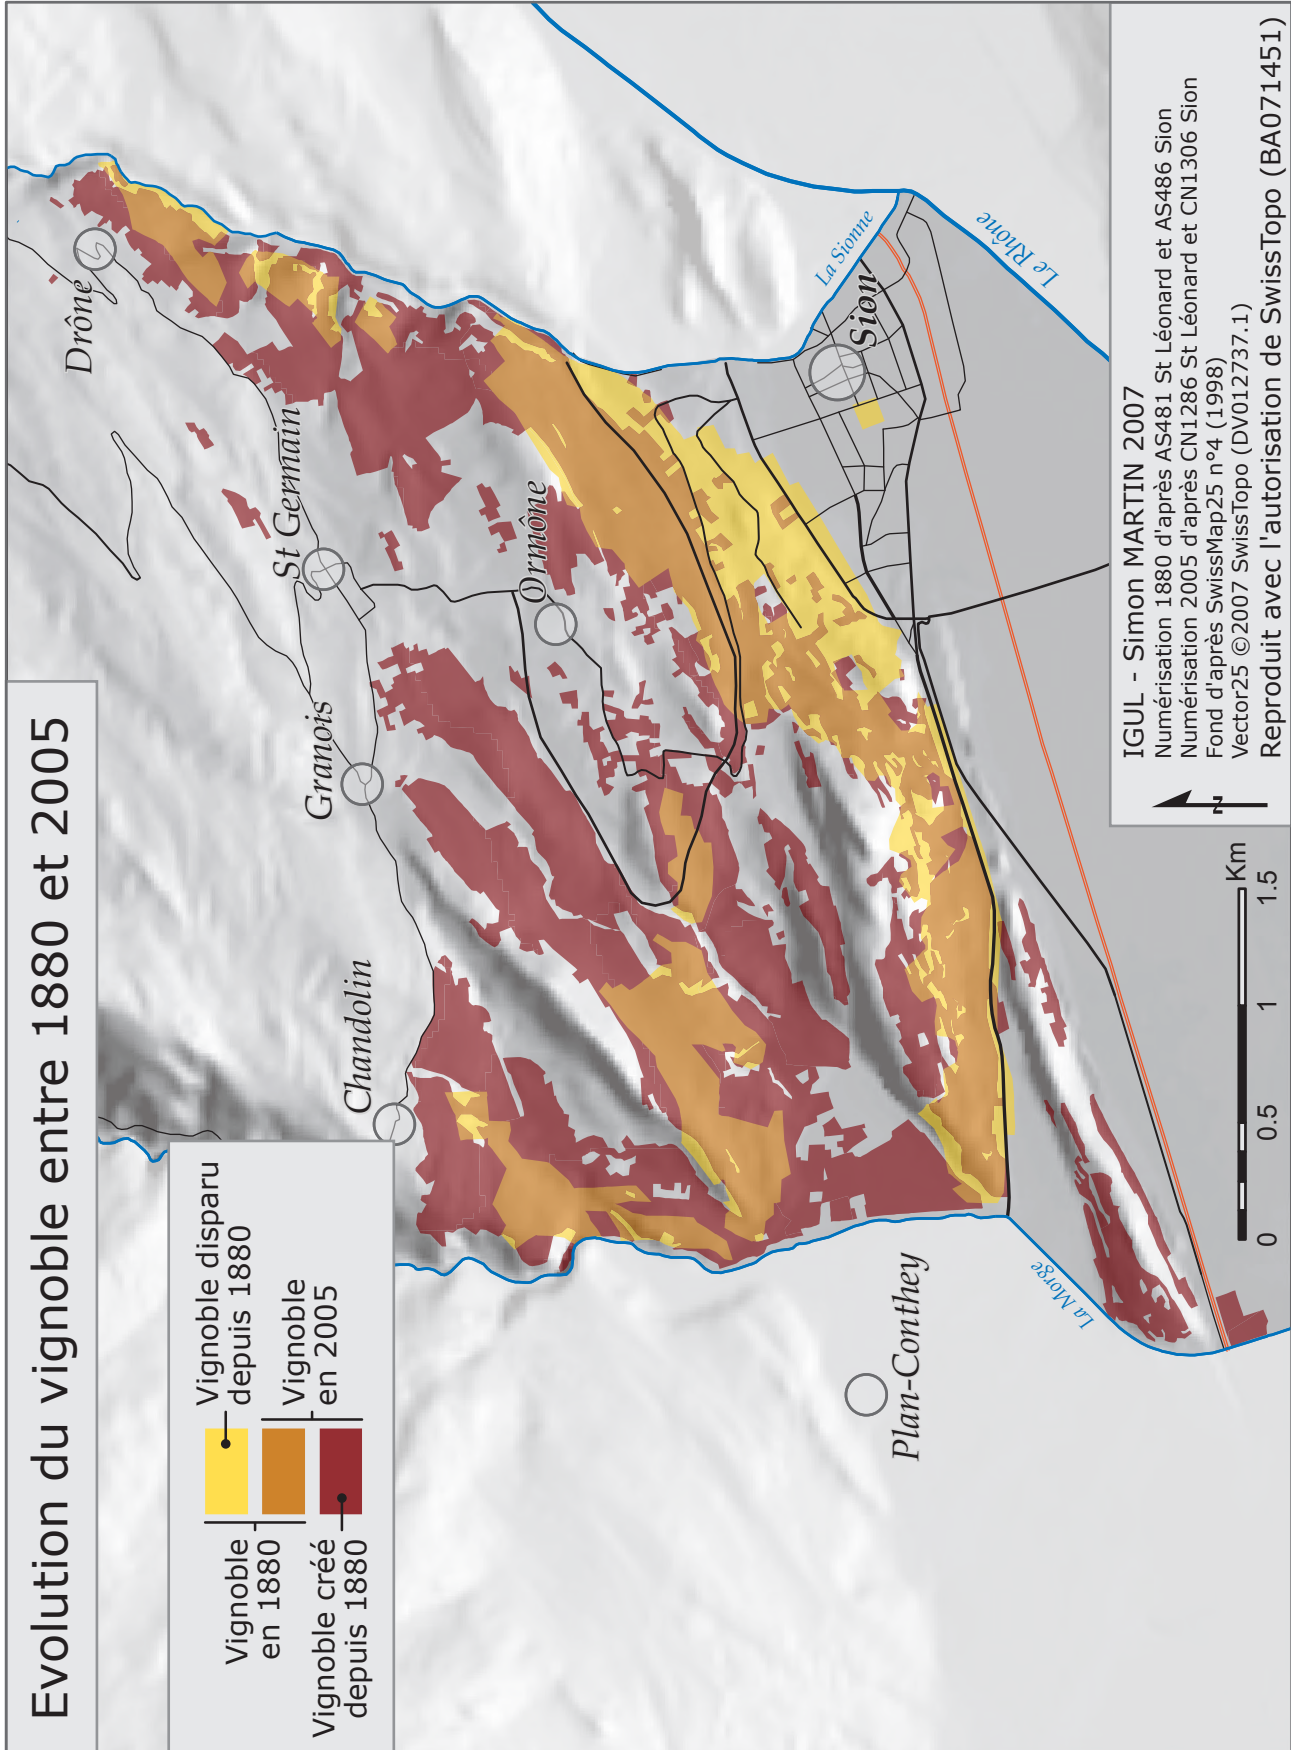 Evolution du vignoble entre 1880 et 2005
Vignoble
en 1880
Vignoble créé
depuis 1880
Vignoble disparu
depuis 1880
Vignoble
en 2005
Chandolin
Granois
St Germain
Drône
Ormône
Plan-Conthey
La Morge
Sion
La Sionne
Le Rhône
0
0.5
1
1.5
Km
N
IGUL - Simon MARTIN 2007
Numérisation 1880 d'après AS481 St Léonard et AS486 Sion
Numérisation 2005 d'après CN1286 St Léonard et CN1306 Sion
Fond d'après SwissMap25 n°4 (1998)
Vector25 ©2007 SwissTopo (DV012737.1)
Reproduit avec l'autorisation de SwissTopo (BA071451)